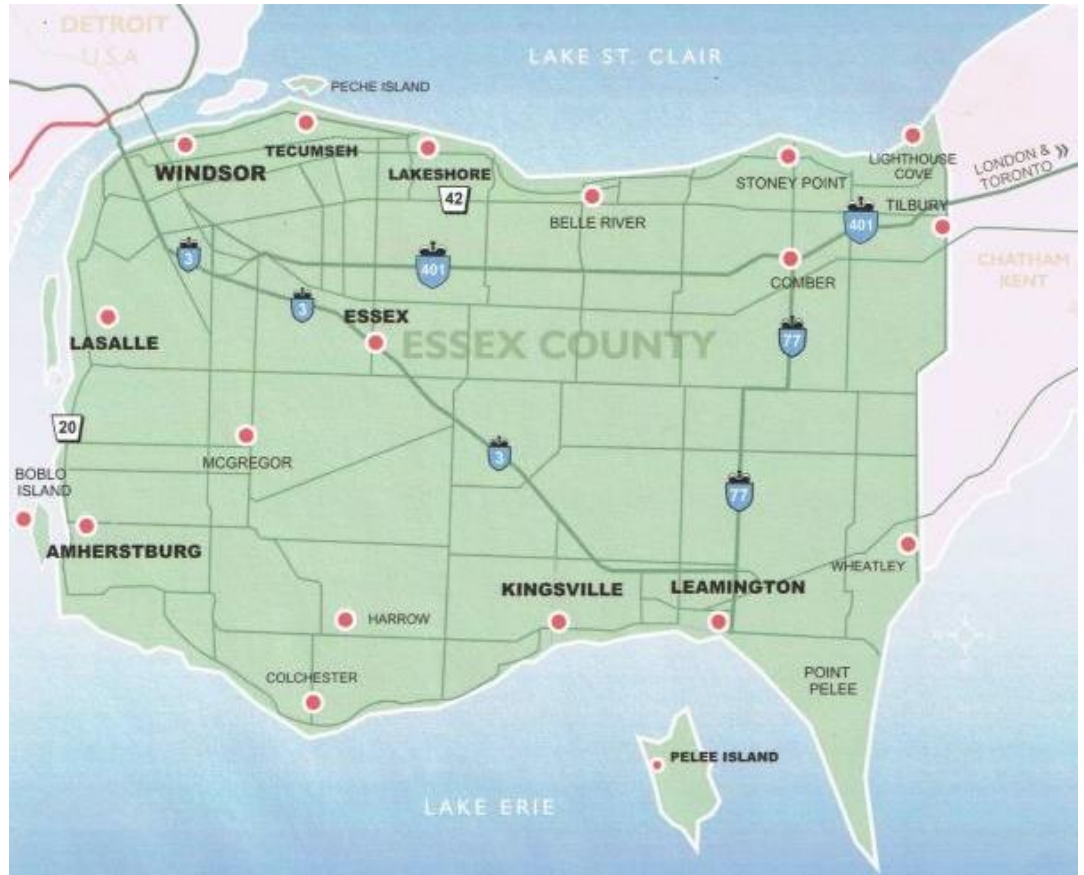 DETROIT
U.S.A
LAKE ST. CLAIR
PECHE ISLAND
WINDSOR
TECUMSEH
LAKESHORE
42
BELLE RIVER
STONEY POINT
LIGHTHOUSE
COVE
LONDON & »
TORONTO
TILBURY
401
3
401
COMBER
CHATHAM
KENT
3
ESSEX
LASALLE
ESSEX COUNTY
77
20
MCGREGOR
3
BOBLO
ISLAND
77
AMHERSTBURG
WHEATLEY
KINGSVILLE
LEAMINGTON
HARROW
COLCHESTER
POINT
PELEE
PELEE ISLAND
LAKE ERIE